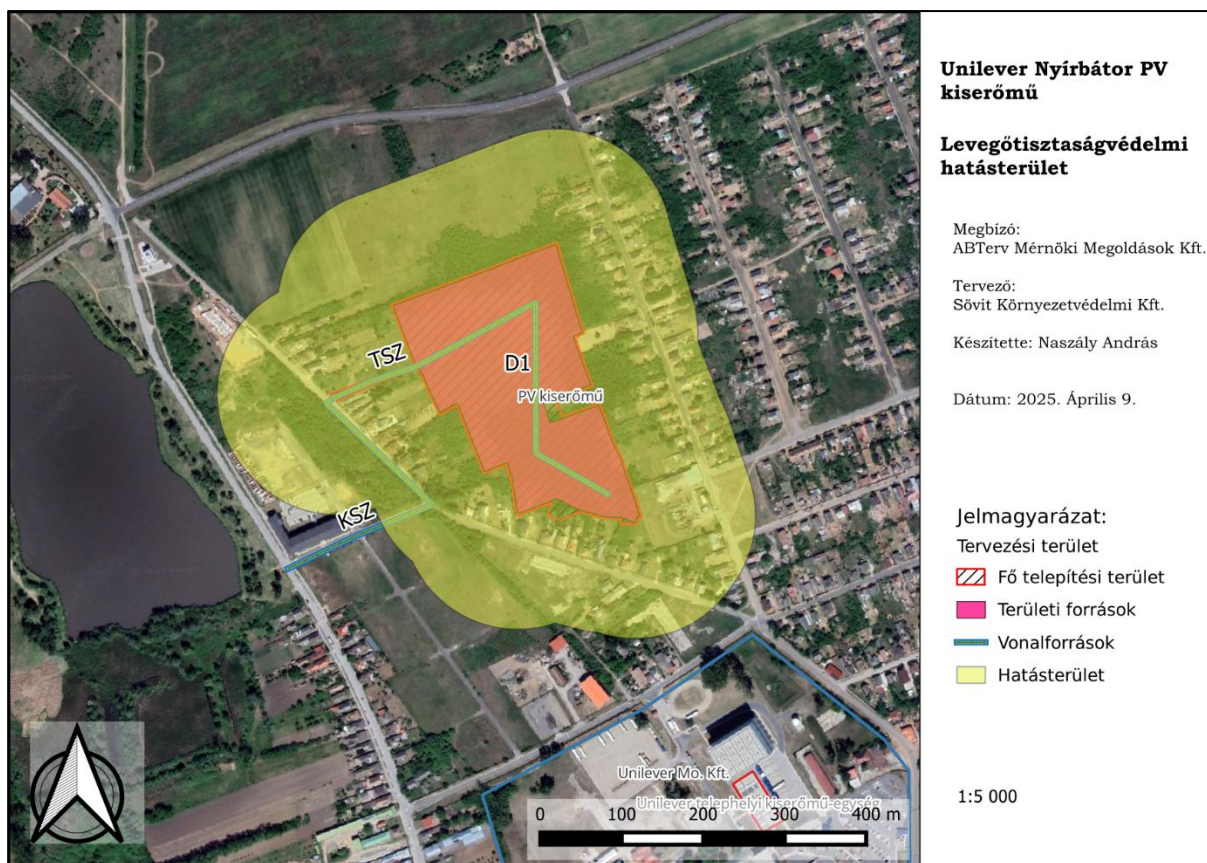 Unilever Nyírbátor PV
kiserőmű
Levegőtisztaságvédelmi
hatásterület
Megbízó:
ABTerv Mérnöki Megoldások Kft.
Tervező:
Sövit Környezetvédelmi Kft.
Készítette: Naszály András
Dátum: 2025. Április 9.
Jelmagyarázat:
Tervezési terület
Fő telepítési terület
Területi források
Vonalforrások
Hatásterület
1:5 000
TSZ
D1
PV kiserőmű
KSZ
Unilever Mo. Kft.
Unilever telephelyi kiserőmű-egység
0 100 200 300 400 m